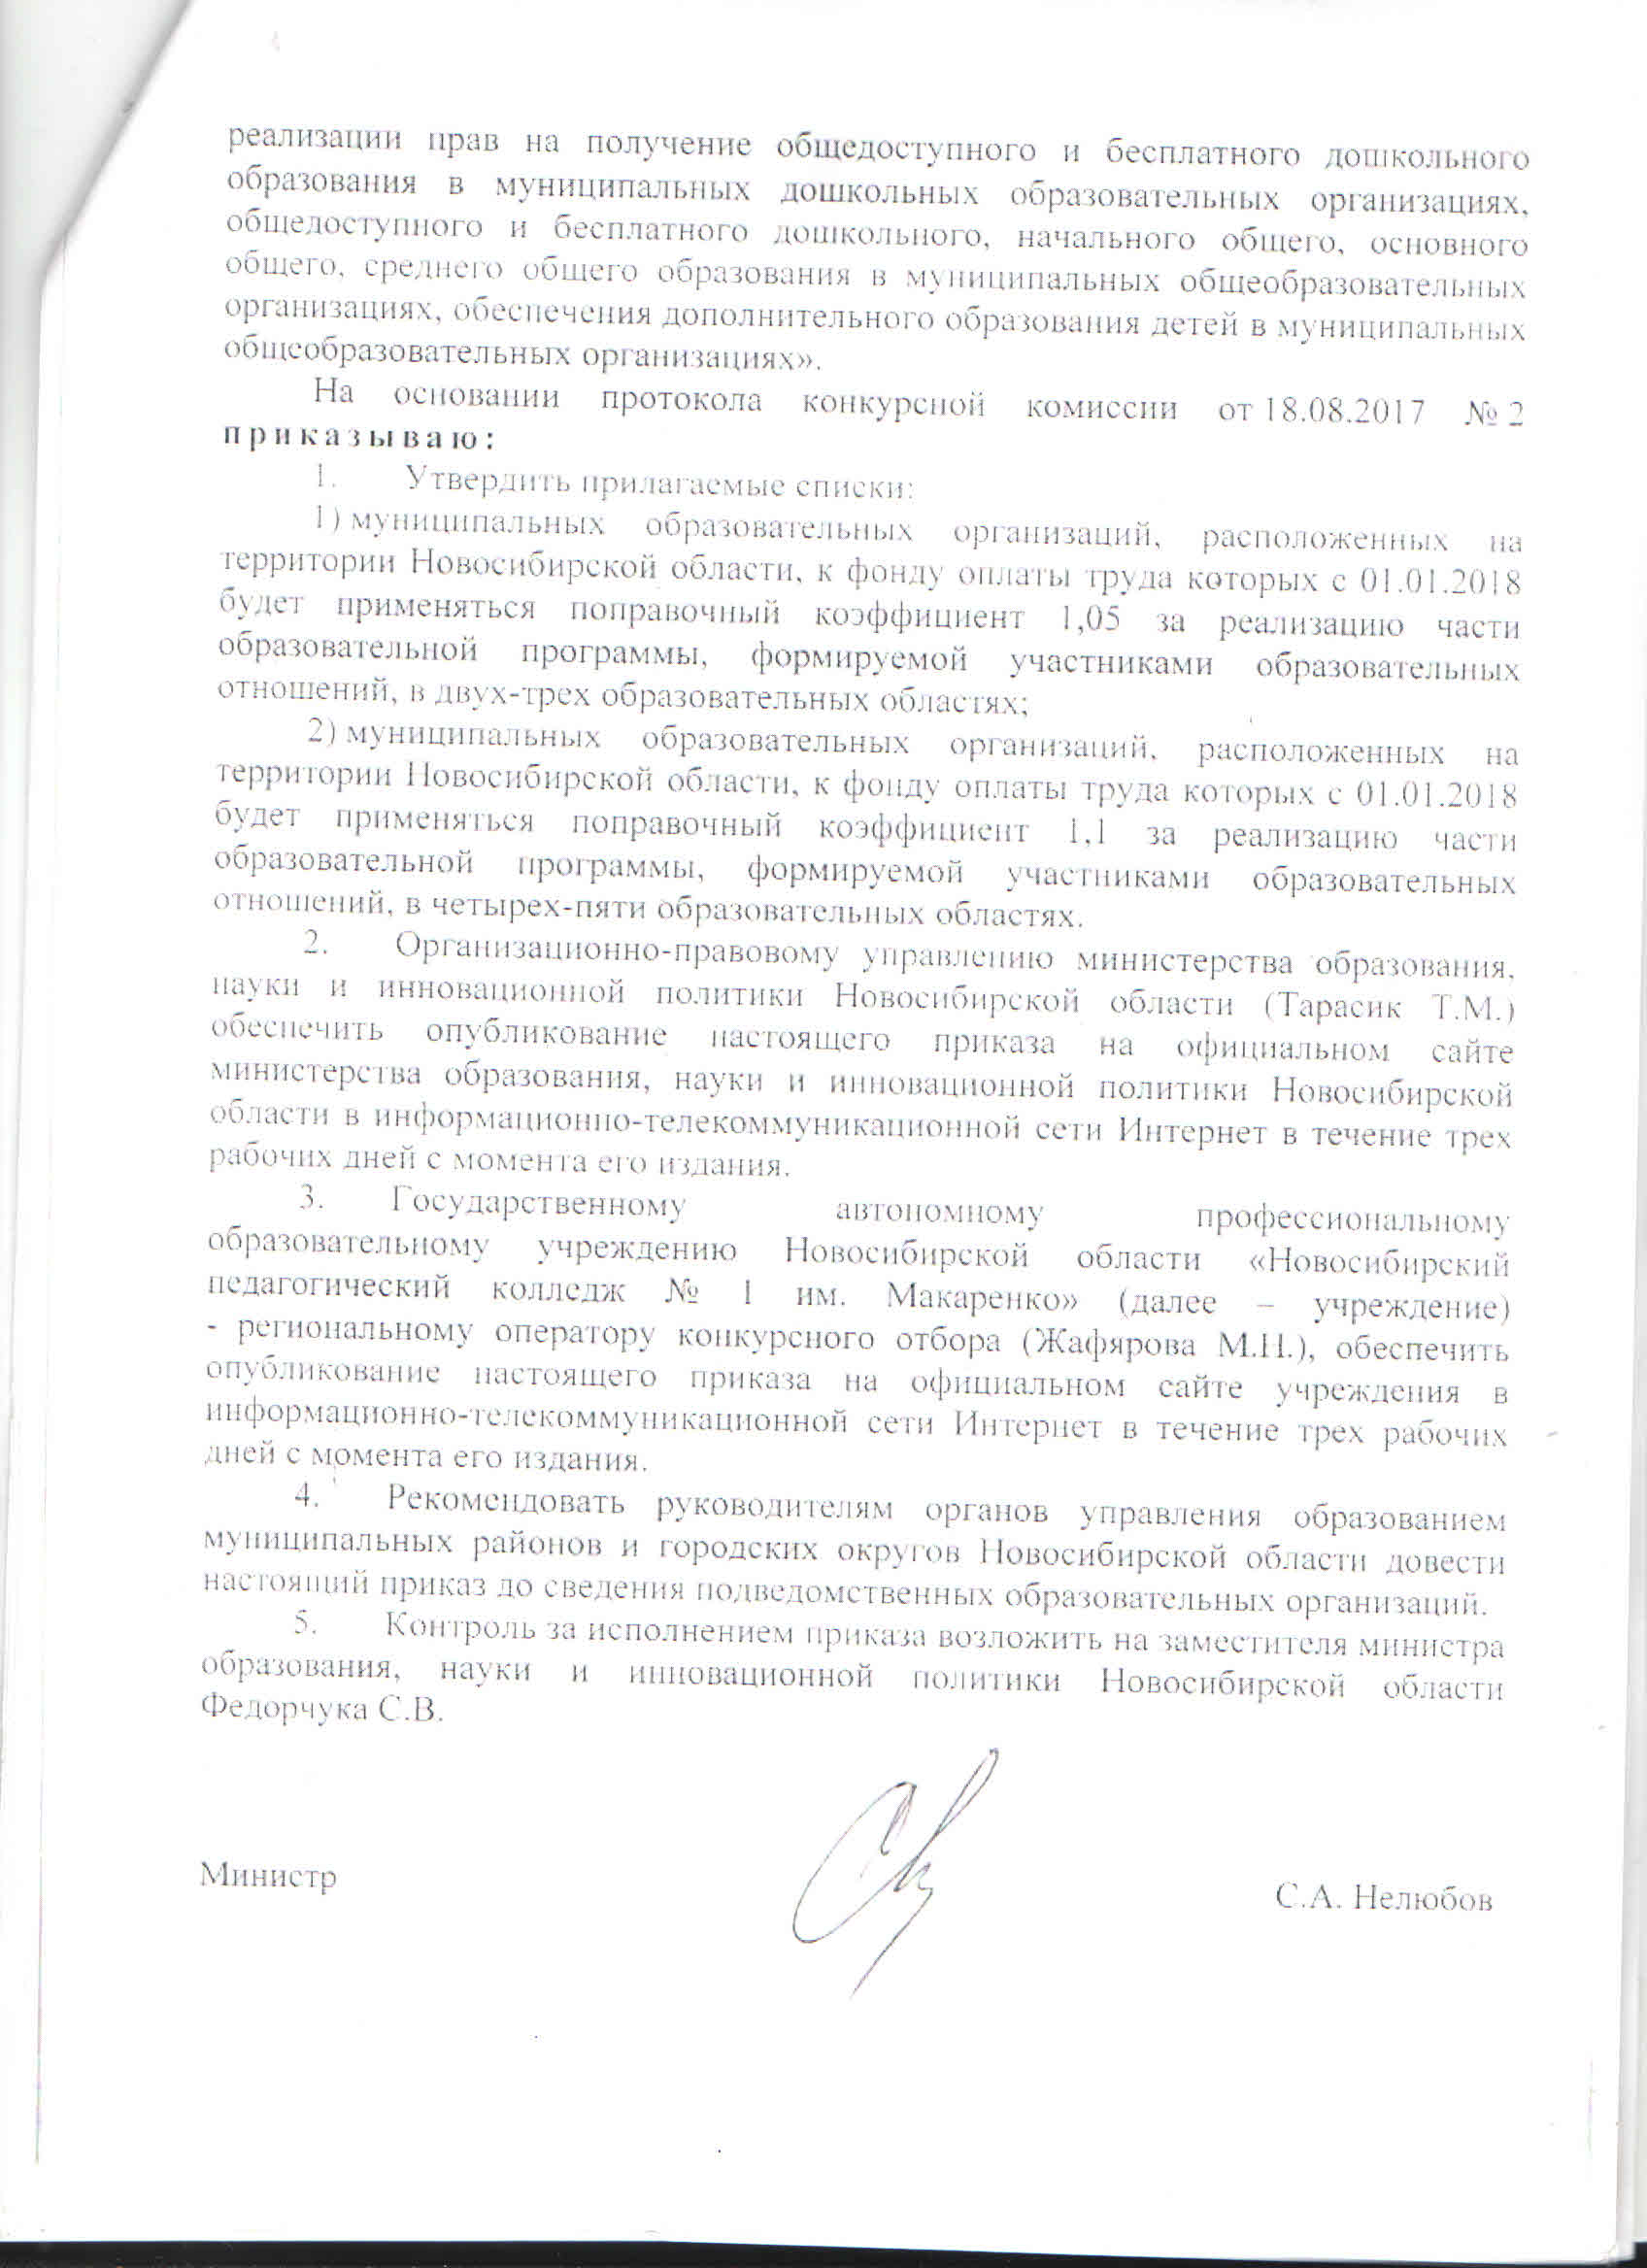 реализации прав на получение общедоступного и бесплатного дошкольного
образования в муниципальных дошкольных образовательных организациях,
общедоступного и бесплатного дошкольного, начального общего, основного
общего, среднего общего образования в муниципальных общеобразовательных
организациях, обеспечения дополнительного образования детей в муниципальных
общеобразовательных организациях».
На основании протокола конкурсной комиссии от 18.08.2017 № 2
приказываю:
1. Утвердить прилагаемые списки:
1) муниципальных образовательных организаций, расположенных на
территории Новосибирской области, к фонду оплаты труда которых с 01.01.2018
будет применяться поправочный коэффициент 1,05 за реализацию части
образовательной программы, формируемой участниками образовательных
отношений, в двух-трех образовательных областях;
2) муниципальных образовательных организаций, расположенных на
территории Новосибирской области, к фонду оплаты труда которых с 01.01.2018
будет применяться поправочный коэффициент 1,1 за реализацию части
образовательной программы, формируемой участниками образовательных
отношений, в четырех-пяти образовательных областях.
2. Организационно-правовому управлению министерства образования,
науки и инновационной политики Новосибирской области (Тарасик Т.М.)
обеспечить опубликование настоящего приказа на официальном сайте
министерства образования, науки и инновационной политики Новосибирской
области в информационно-телекоммуникационной сети Интернет в течение трех
рабочих дней с момента его издания.
3. Государственному автономному профессиональному
образовательному учреждению Новосибирской области «Новосибирский
педагогический колледж № 1 им. Макаренко» (далее – учреждение)
- региональному оператору конкурсного отбора (Жафярова М.Н.), обеспечить
опубликование настоящего приказа на официальном сайте учреждения в
информационно-телекоммуникационной сети Интернет в течение трех рабочих
дней с момента его издания.
4. Рекомендовать руководителям органов управления образованием
муниципальных районов и городских округов Новосибирской области довести
настоящий приказ до сведения подведомственных образовательных организаций.
5. Контроль за исполнением приказа возложить на заместителя министра
образования, науки и инновационной политики Новосибирской области
Федорчука С.В.
Министр
С.А. Нелюбов